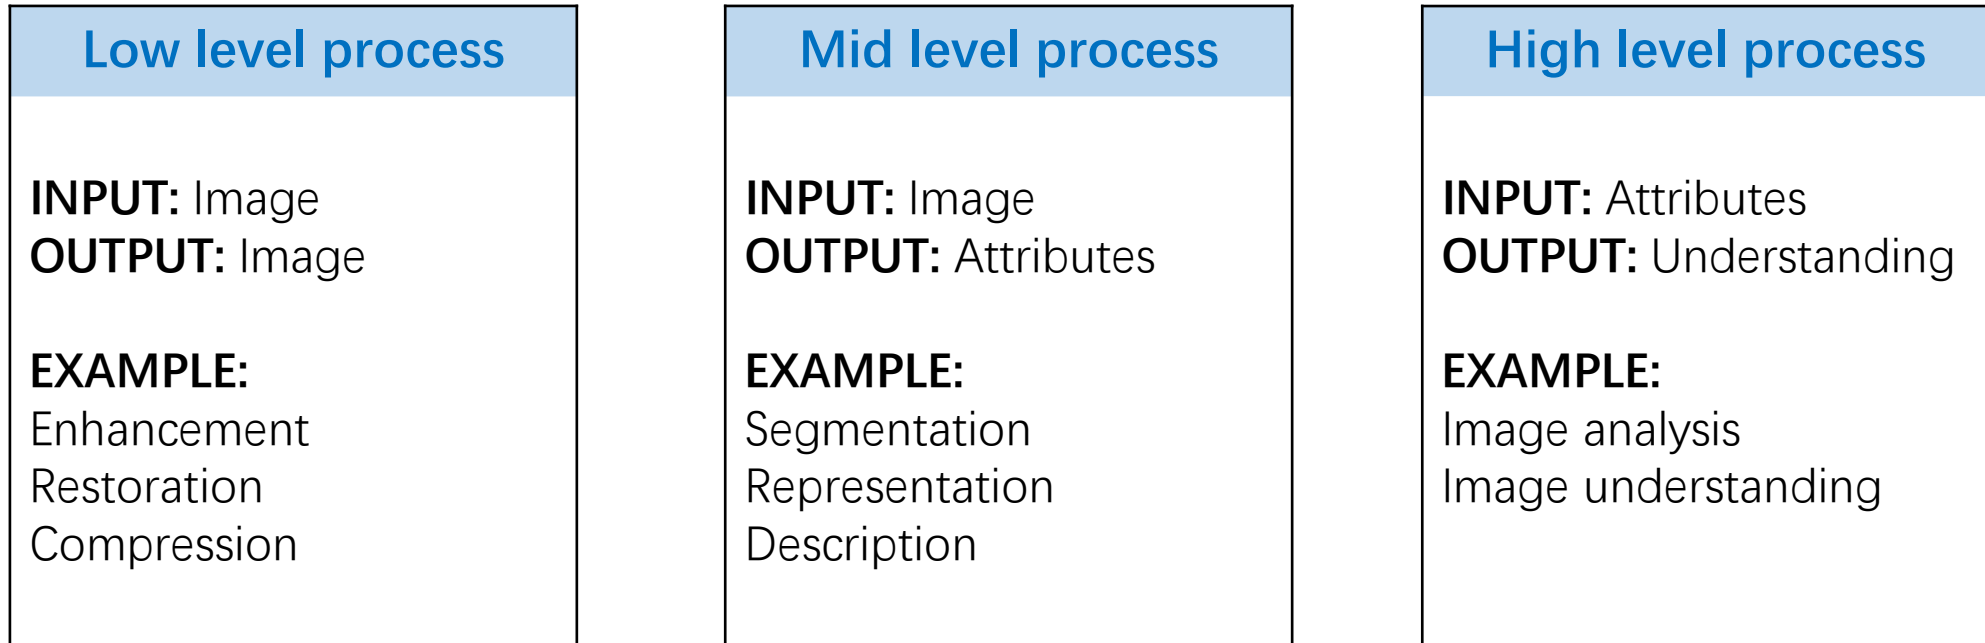 Low level process
INPUT: Image
OUTPUT: Image
EXAMPLE:
Enhancement
Restoration
Compression
Mid level process
INPUT: Image
OUTPUT: Attributes
EXAMPLE:
Segmentation
Representation
Description
High level process
INPUT: Attributes
OUTPUT: Understanding
EXAMPLE:
Image analysis
Image understanding